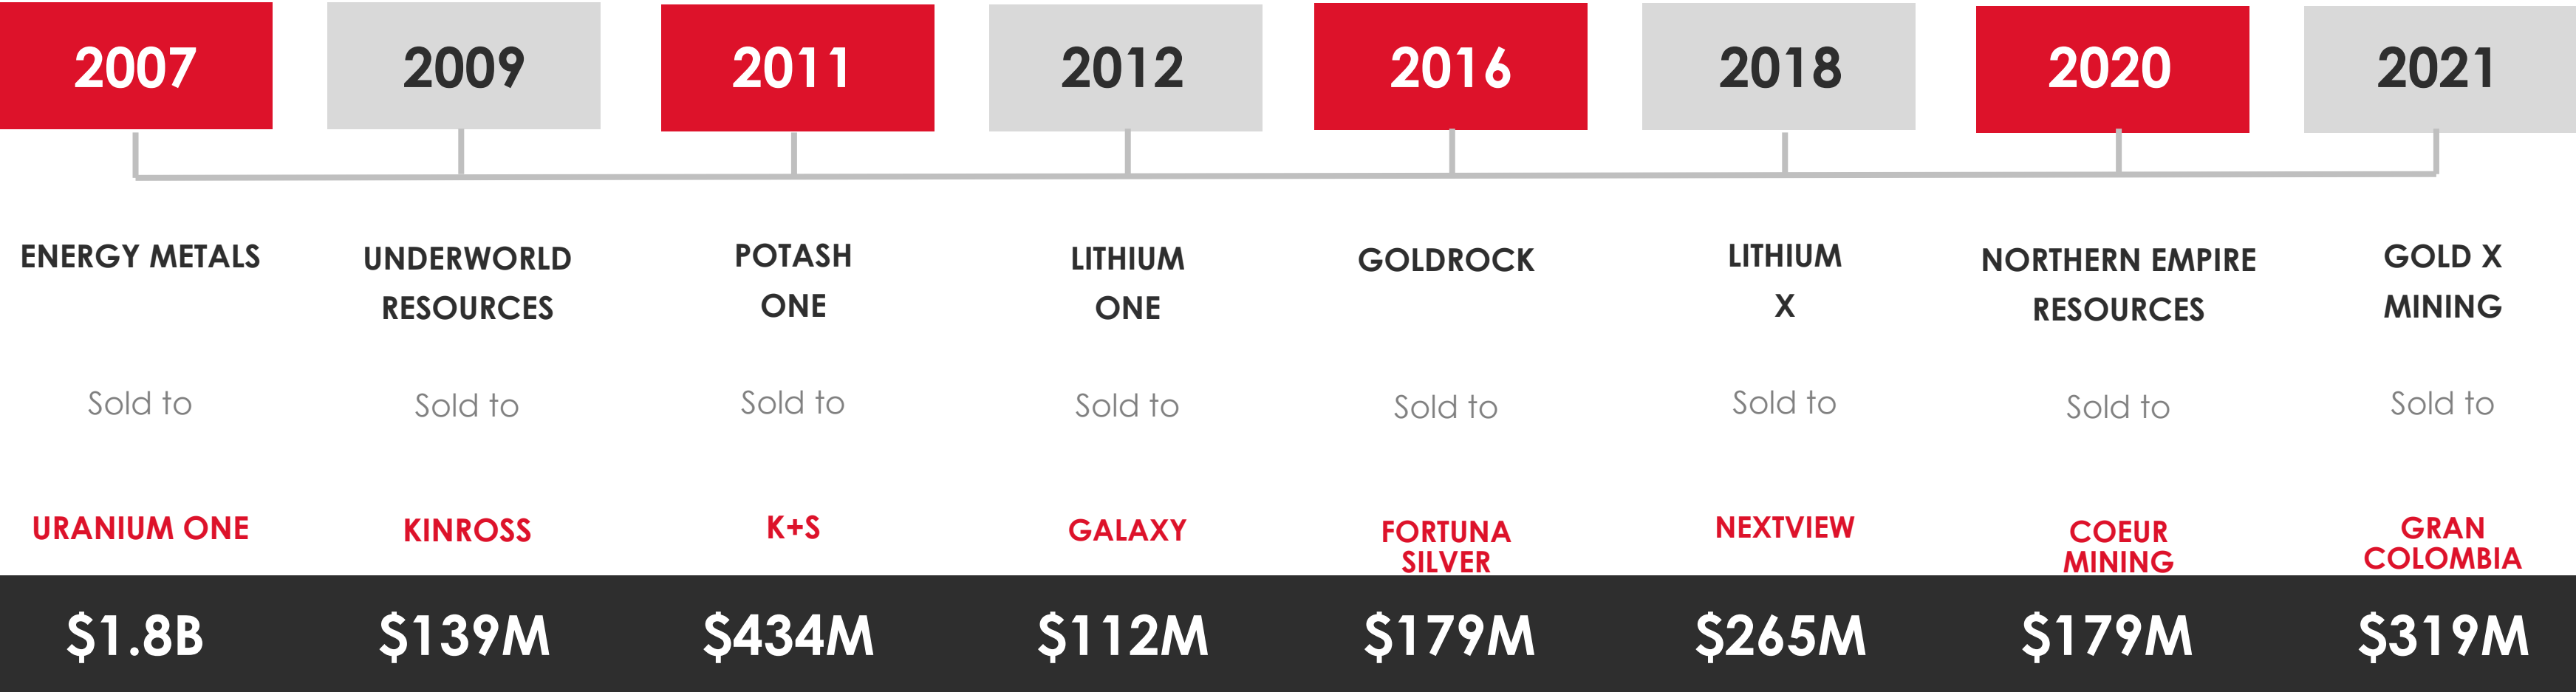 2007
2009
2011
2012
2016
2018
2020
2021
ENERGY METALS
UNDERWORLD
RESOURCES
POTASH
ONE
LITHIUM
ONE
GOLDROCK
LITHIUM
X
NORTHERN EMPIRE
RESOURCES
GOLD X
MINING
Sold to
Sold to
Sold to
Sold to
Sold to
Sold to
Sold to
Sold to
URANIUM ONE
KINROSS
K+S
GALAXY
FORTUNA
SILVER
NEXTVIEW
COEUR
MINING
GRAN
COLOMBIA
$1.8B
$139M
$434M
$112M
$179M
$265M
$179M
$319M